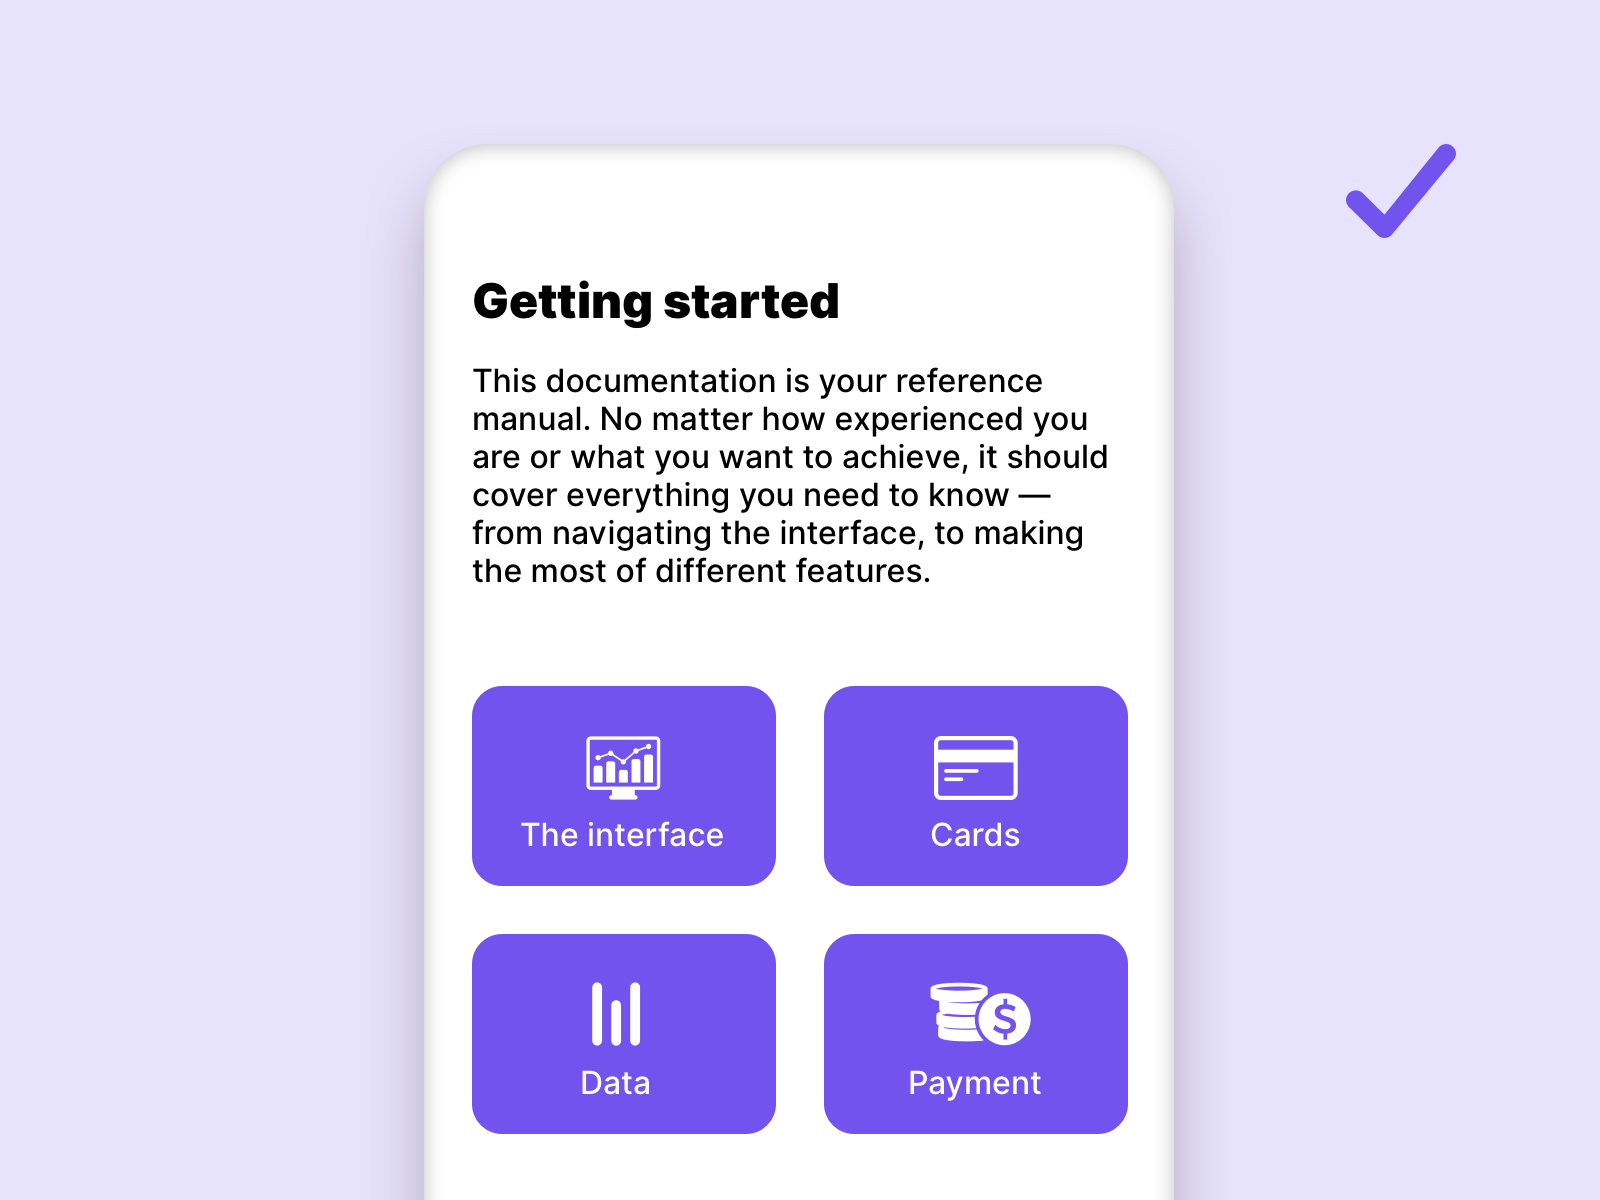 Getting started
This documentation is your reference
manual. No matter how experienced you
are or what you want to achieve, it should
cover everything you need to know —
from navigating the interface, to making
the most of different features.
The interface
Cards
$
Data
Payment